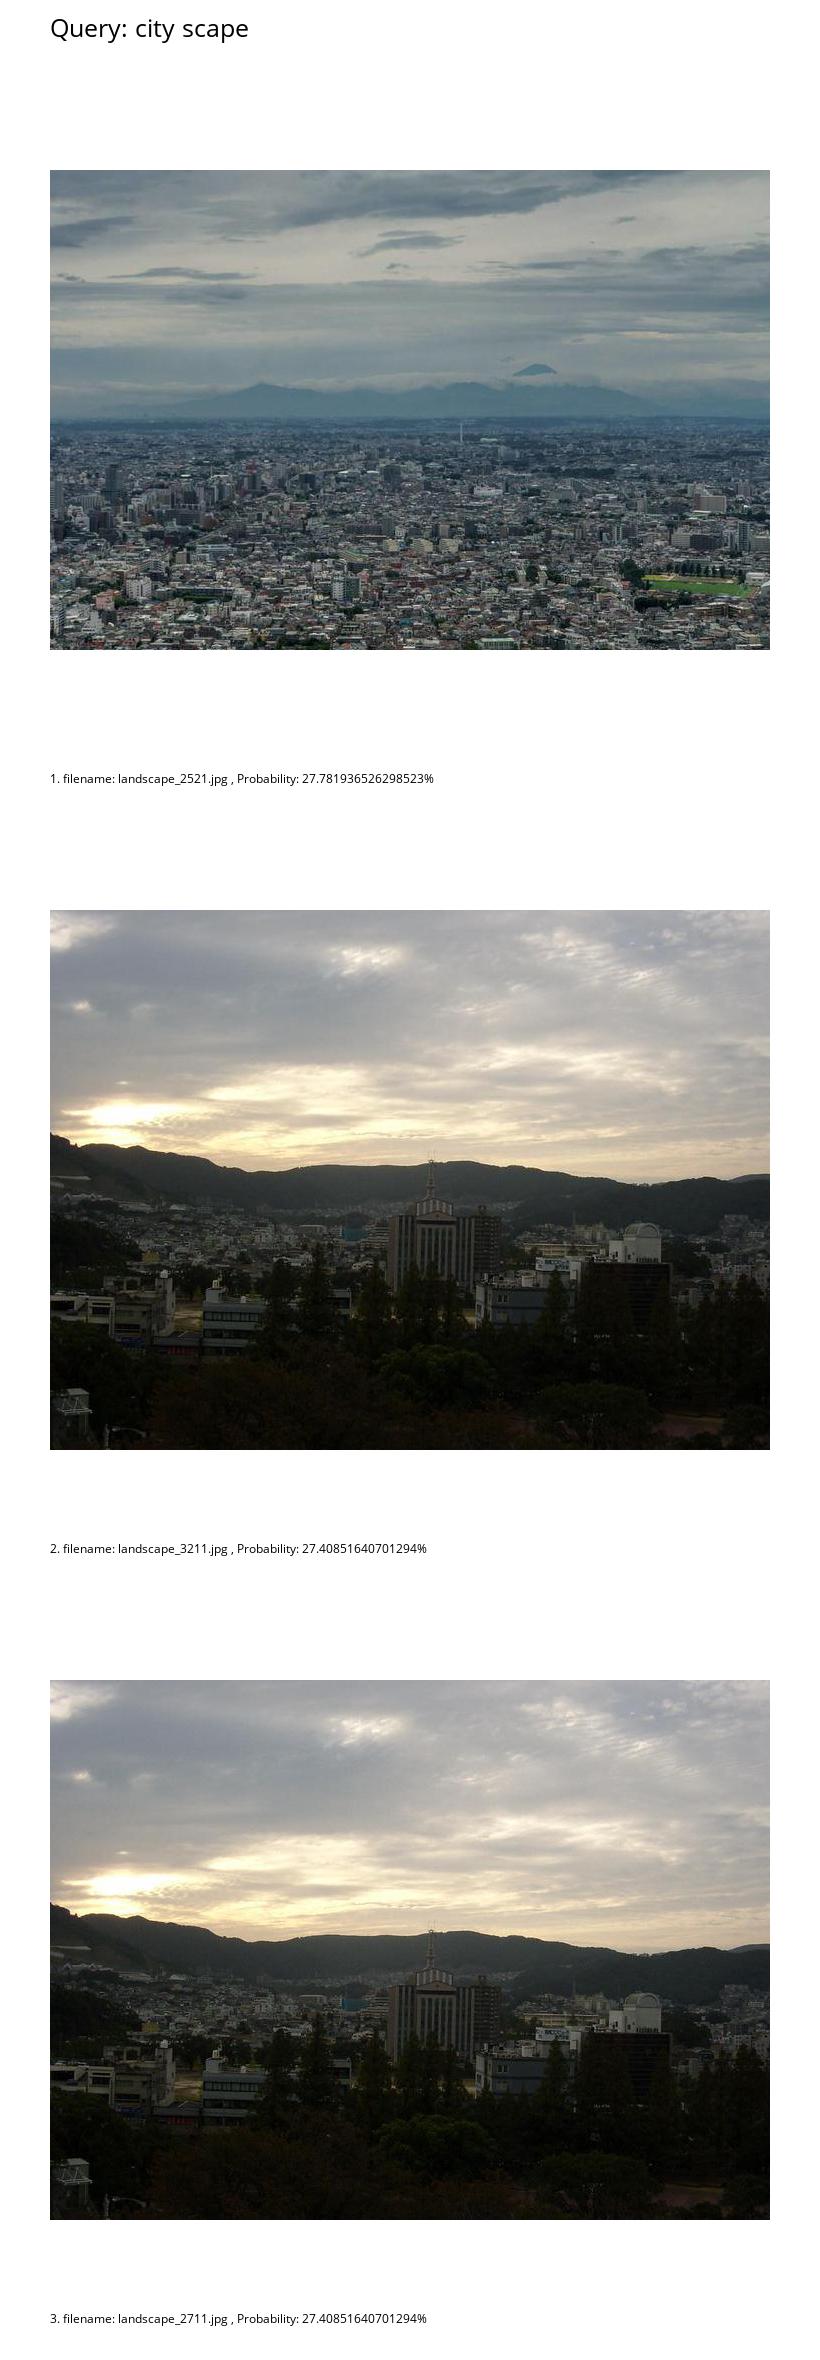 Query: city scape
1. filename: landscape_2521.jpg , Probability: 27.781936526298523%
2. filename: landscape_3211.jpg , Probability: 27.40851640701294%
3. filename: landscape_2711.jpg , Probability: 27.40851640701294%